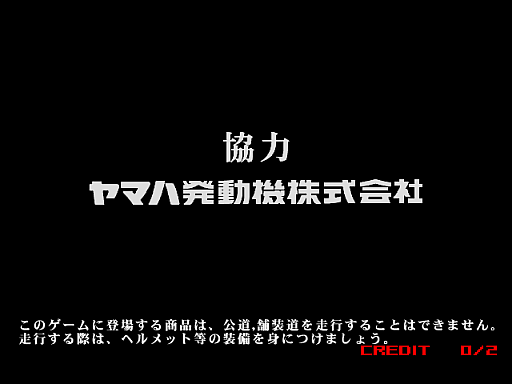 協力
ヤマハ発動機株式会社
このゲームに登場する商品は、公道,舗装道を走行することはできません。
走行する際は、ヘルメット等の装備を身につけましょう。
CREDIT 0/2